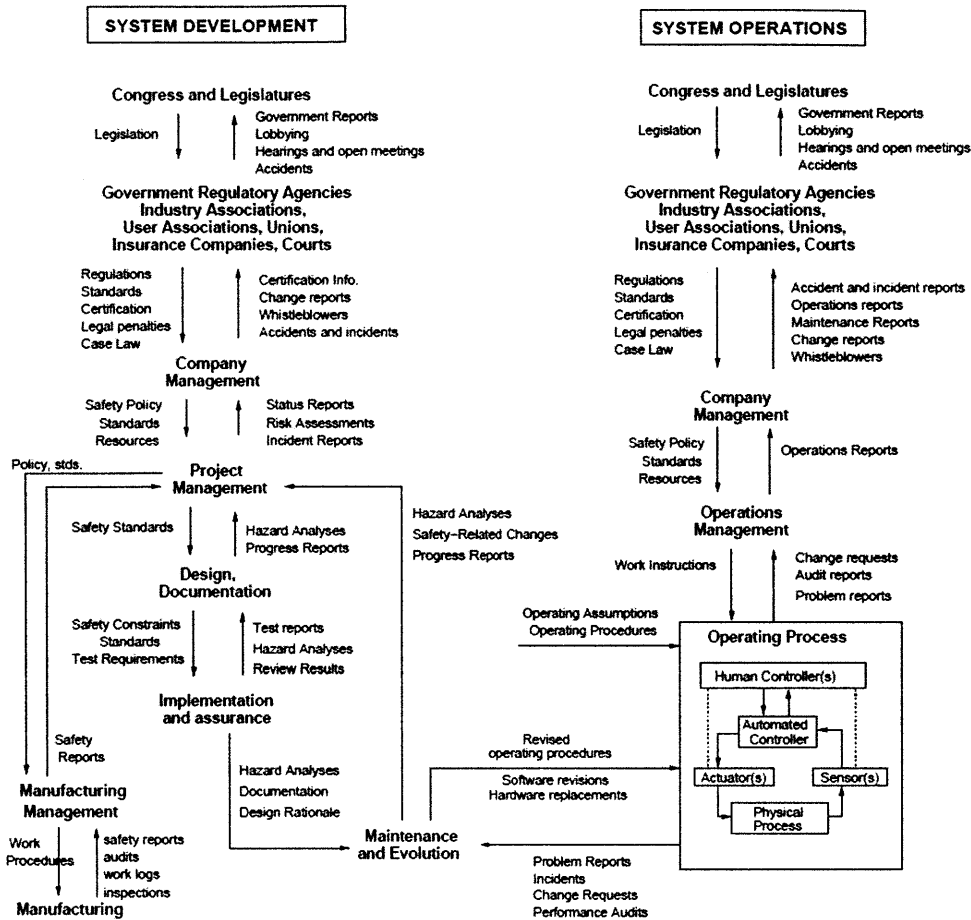 SYSTEM DEVELOPMENT
Congress and Legislatures
Legislation
Government Reports
Lobbying
Hearings and open meetings
Accidents
Government Regulatory Agencies
Industry Associations,
User Associations, Unions,
Insurance Companies, Courts
Regulations
Standards
Certification
Legal penalties
Case Law
Certification Info.
Change reports
Whistleblowers
Accidents and incidents
Company
Management
Safety Policy
Standards
Resources
Status Reports
Risk Assessments
Incident Reports
Policy, stds.
Project
Management
Safety Standards
Hazard Analyses
Progress Reports
Hazard Analyses
Safety-Related Changes
Progress Reports
Design,
Documentation
Safety Constraints
Standards
Test Requirements
Test reports
Hazard Analyses
Review Results
Implementation
and assurance
Safety
Reports
Hazard Analyses
Documentation
Design Rationale
Manufacturing
Management
Work
Procedures
safety reports
audits
work logs
inspections
Manufacturing
Maintenance
and Evolution
SYSTEM OPERATIONS
Congress and Legislatures
Legislation
Government Reports
Lobbying
Hearings and open meetings
Accidents
Government Regulatory Agencies
Industry Associations,
User Associations, Unions,
Insurance Companies, Courts
Regulations
Standards
Certification
Legal penalties
Case Law
Accident and incident reports
Operations reports
Maintenance Reports
Change reports
Whistleblowers
Company
Management
Safety Policy
Standards
Resources
Operations Reports
Operations
Management
Work Instructions
Change requests
Audit reports
Problem reports
Operating Assumptions
Operating Procedures
Operating Process
Human Controller(s)
Automated
Controller
Actuator(s)
Sensor(s)
Physical
Process
Revised
operating procedures
Software revisions
Hardware replacements
Problem Reports
Incidents
Change Requests
Performance Audits